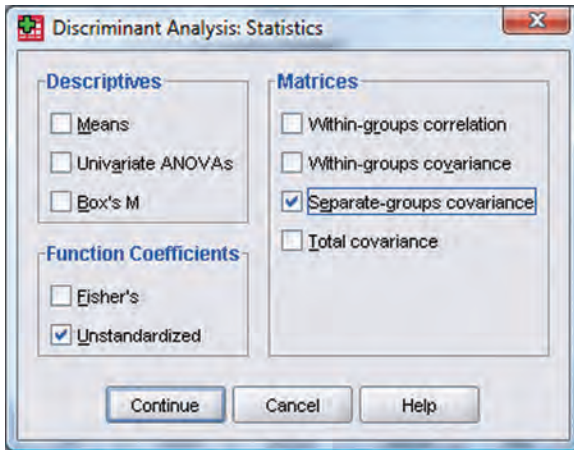 Discriminant Analysis: Statistics
Descriptives
Means
Univariate ANOVAs
Box's M
Function Coefficients
Fisher's
Unstandardized
Matrices
Within-groups correlation
Within-groups covariance
Separate-groups covariance
Total covariance
Continue
Cancel
Help